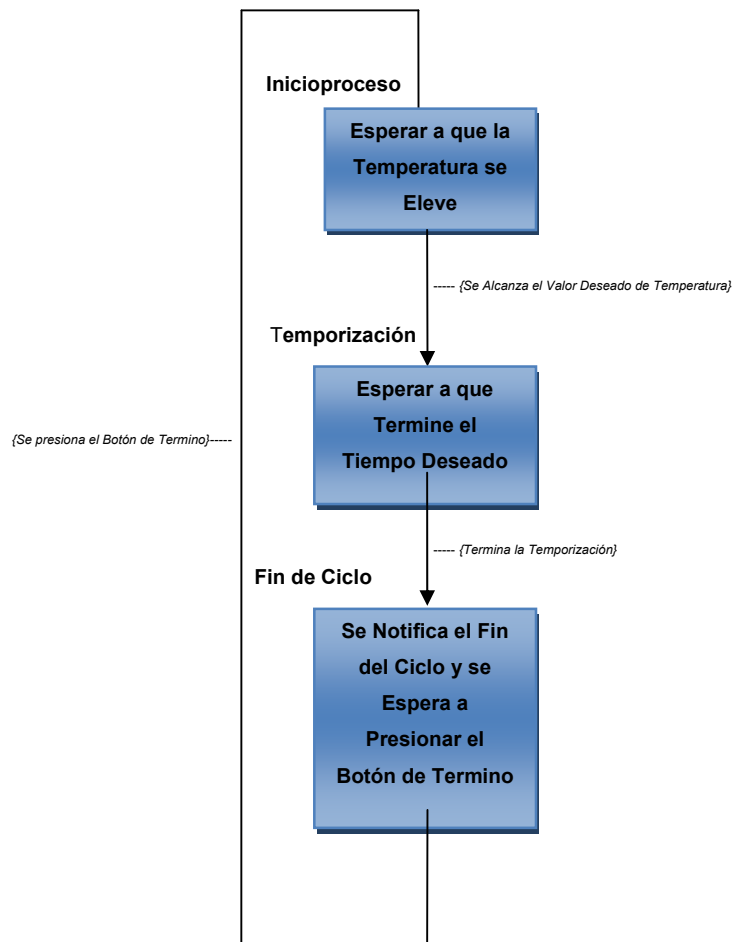 Inicioproceso
Esperar a que la
Temperatura se
Eleve
----- {Se Alcanza el Valor Deseado de Temperatura}
Temporización
Esperar a que
Termine el
Tiempo Deseado
{Se presiona el Botón de Termino}-----
----- {Termina la Temporización}
Fin de Ciclo
Se Notifica el Fin
del Ciclo y se
Espera a
Presionar el
Botón de Termino